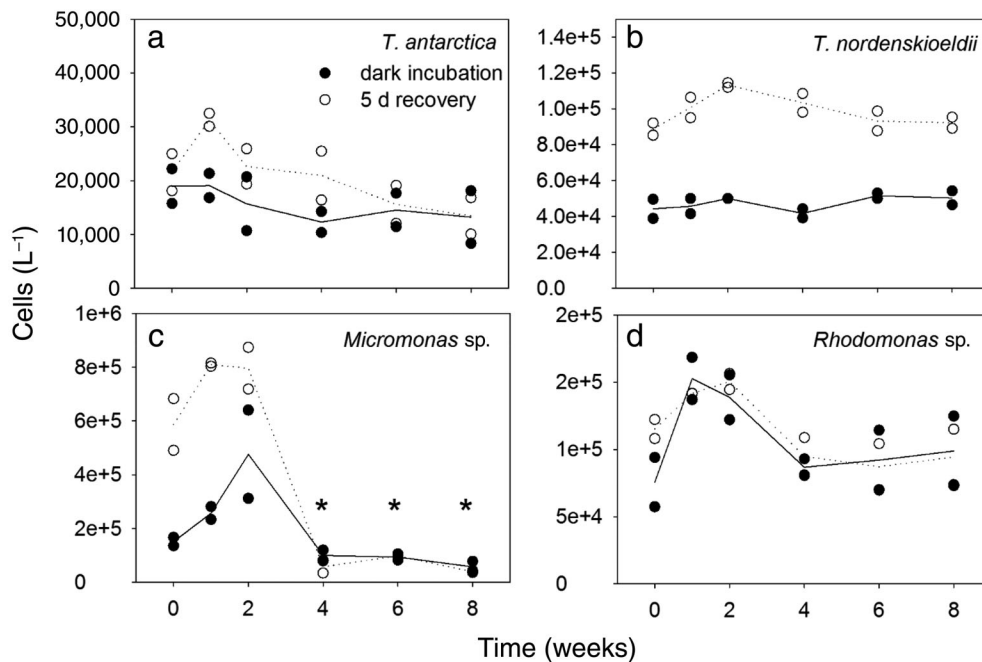 a
T. antarctica
dark incubation
5 d recovery
50,000
40,000
30,000
20,000
10,000
0
b
T. nordenskioeldii
1.4e+5
1.2e+5
1.0e+5
8.0e+4
6.0e+4
4.0e+4
2.0e+4
0.0
Cells (L⁻¹)
c
Micromonas sp.
1e+6
8e+5
6e+5
4e+5
2e+5
0
* * *
0 2 4 6 8
d
Rhodomonas sp.
2e+5
2e+5
1e+5
5e+4
0
0 2 4 6 8
Time (weeks)